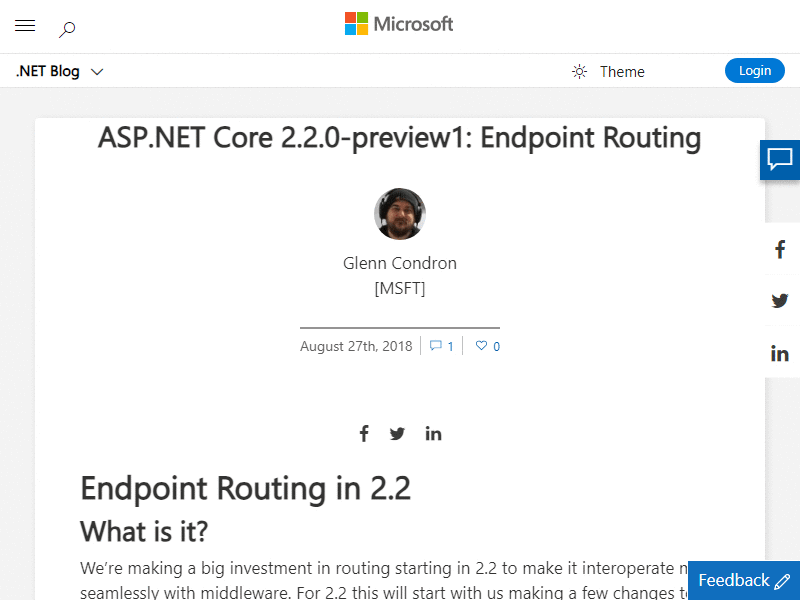 Microsoft
.NET Blog
Theme
Login
ASP.NET Core 2.2.0-preview1: Endpoint Routing
Glenn Condron
[MSFT]
August 27th, 2018
1
0
Endpoint Routing in 2.2
What is it?
We're making a big investment in routing starting in 2.2 to make it interoperate
seamlessly with middleware. For 2.2 this will start with us making a few changes
Feedback